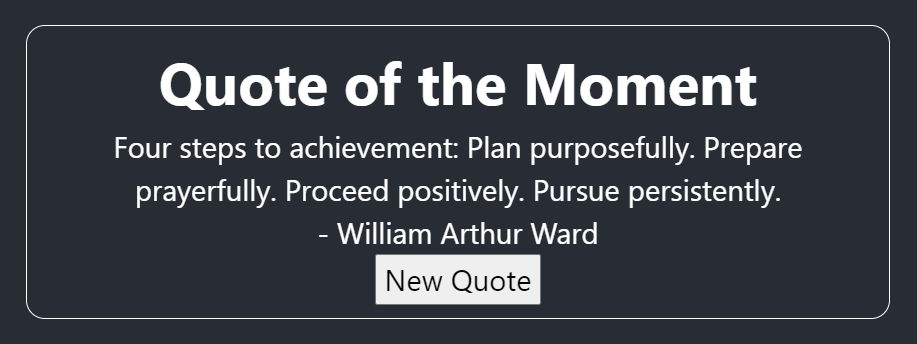 Quote of the Moment
Four steps to achievement: Plan purposefully. Prepare
prayerfully. Proceed positively. Pursue persistently.
- William Arthur Ward
New Quote